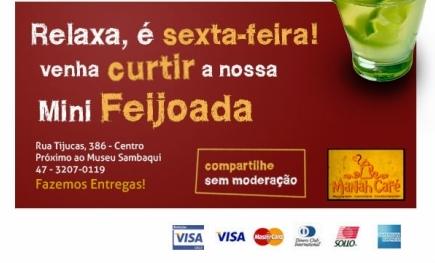 Relaxa, é sexta-feira!
venha curtir a nossa
Mini Feijoada
Rua Tijucas, 386 - Centro
Próximo ao Museu Sambaqui
47 - 3207-0119
Fazemos Entregas!
compartilhe
sem moderação
Mariah Café
VISA
VISA
MasterCard
Diners Club
International
SOLLO